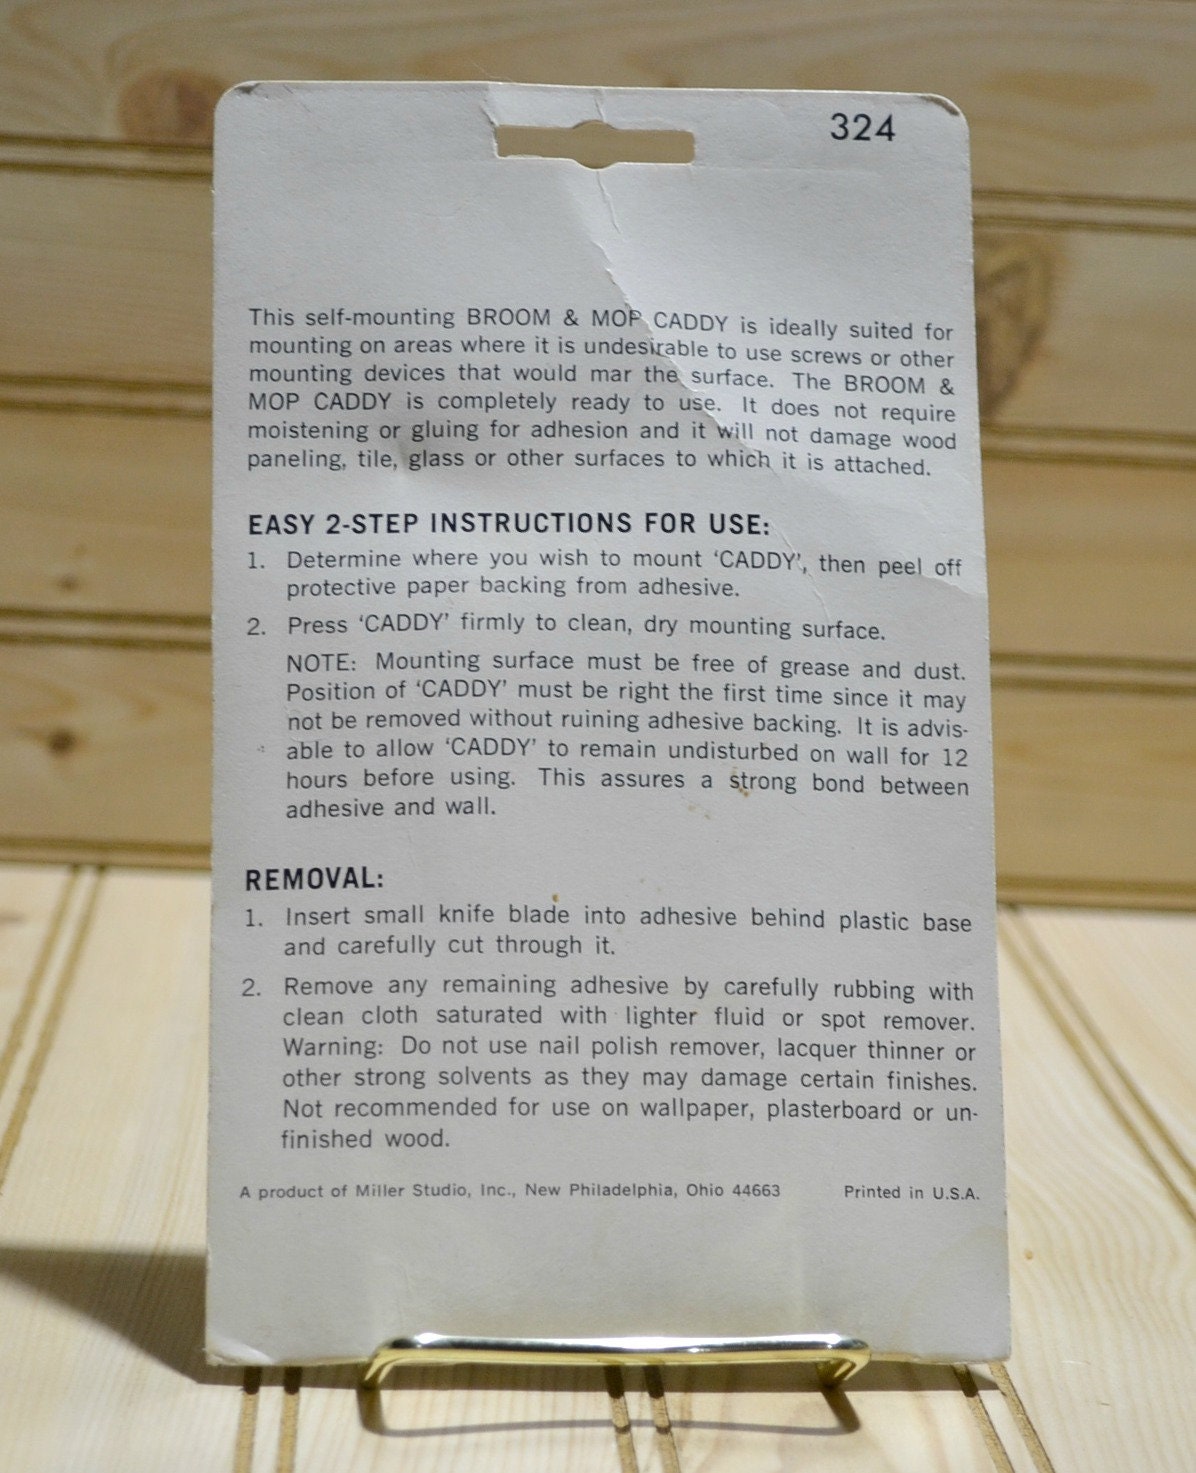 324
This self-mounting BROOM & MOP CADDY is ideally suited for
mounting on areas where it is undesirable to use screws or other
mounting devices that would mar the surface. The BROOM &
MOP CADDY is completely ready to use. It does not require
moistening or gluing for adhesion and it will not damage wood
paneling, tile, glass or other surfaces to which it is attached.
EASY 2-STEP INSTRUCTIONS FOR USE:
1. Determine where you wish to mount ‘CADDY’, then peel off
protective paper backing from adhesive.
2. Press ‘CADDY’ firmly to clean, dry mounting surface.
NOTE: Mounting surface must be free of grease and dust.
Position of ‘CADDY’ must be right the first time since it may
not be removed without ruining adhesive backing. It is advis-
able to allow ‘CADDY’ to remain undisturbed on wall for 12
hours before using. This assures a strong bond between
adhesive and wall.
REMOVAL:
1. Insert small knife blade into adhesive behind plastic base
and carefully cut through it.
2. Remove any remaining adhesive by carefully rubbing with
clean cloth saturated with lighter fluid or spot remover.
Warning: Do not use nail polish remover, lacquer thinner or
other strong solvents as they may damage certain finishes.
Not recommended for use on wallpaper, plasterboard or un-
finished wood.
A product of Miller Studio, Inc., New Philadelphia, Ohio 44663 Printed in U.S.A.